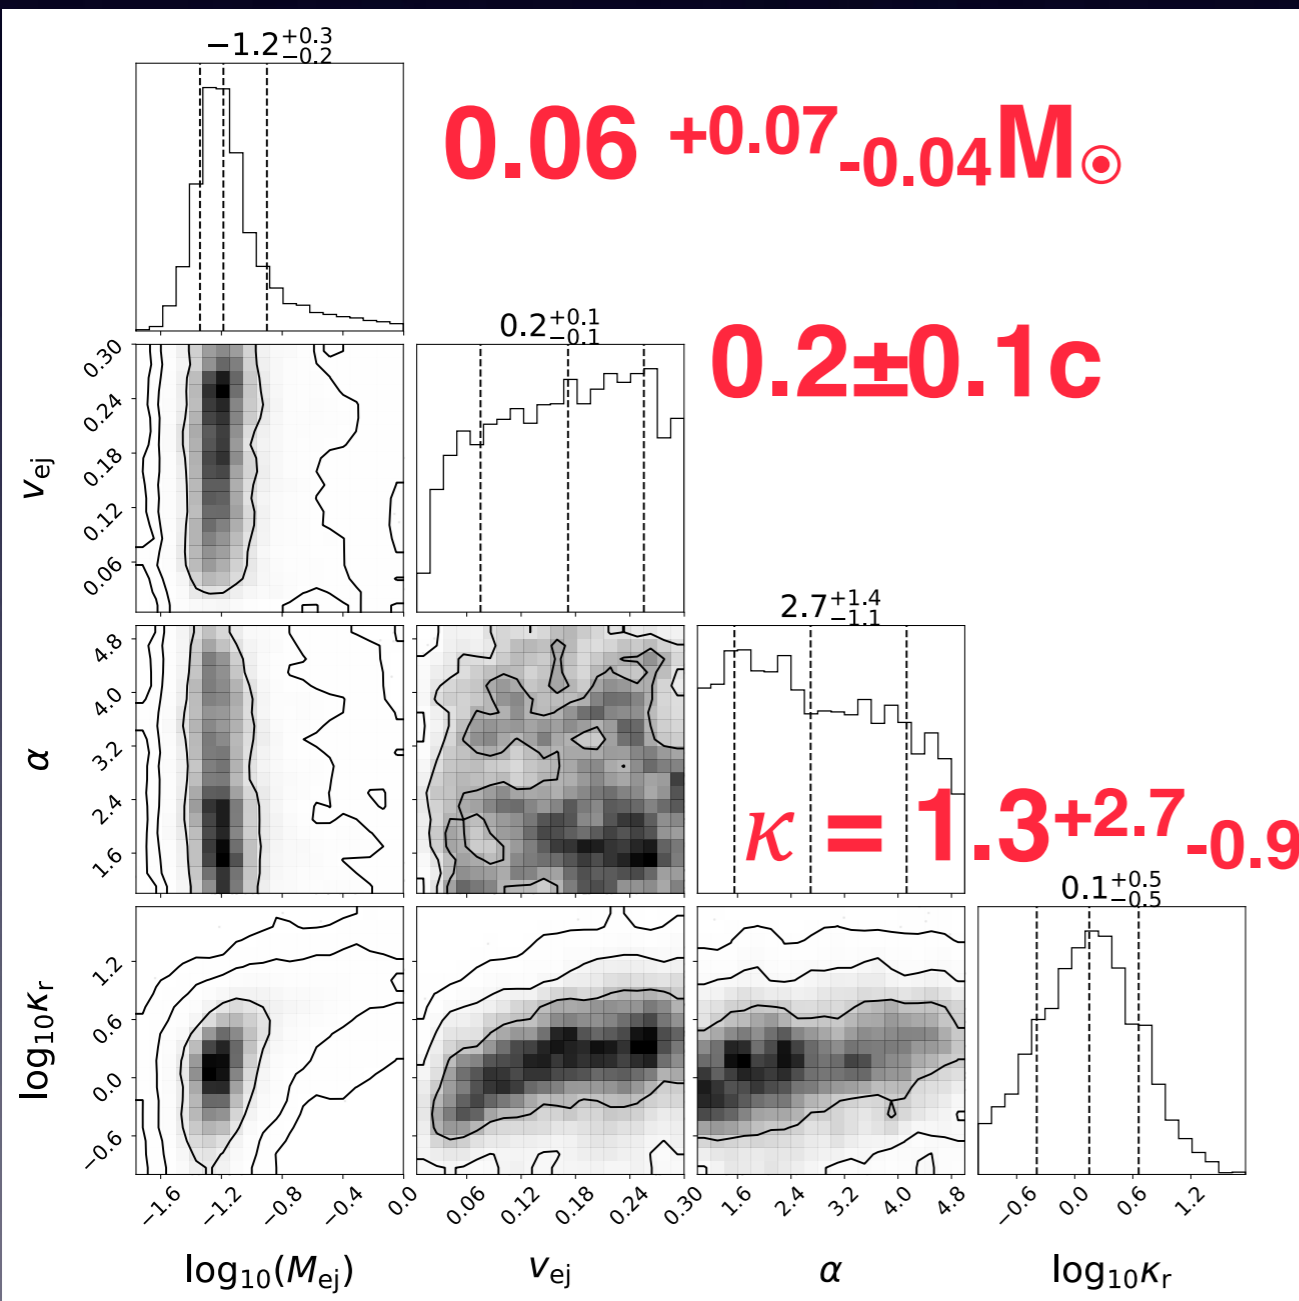 −1.2+0.3−0.2
0.06 +0.07-0.04M☉
0.2+0.1−0.1
0.2±0.1c
0.30
0.24
0.18
0.12
0.06
vej
2.7+1.4−1.1
4.8
4.0
3.2
2.4
1.6
α
κ = 1.3+2.7-0.9
0.1+0.5−0.5
1.2
0.6
0.0
−0.6
log10κr
−1.6 −1.2 −0.8 −0.4 0.0 0.06 0.12 0.18 0.24 0.30 1.6 2.4 3.2 4.0 4.8 −0.6 0.0 0.6 1.2
log10(Mej) vej α log10κr